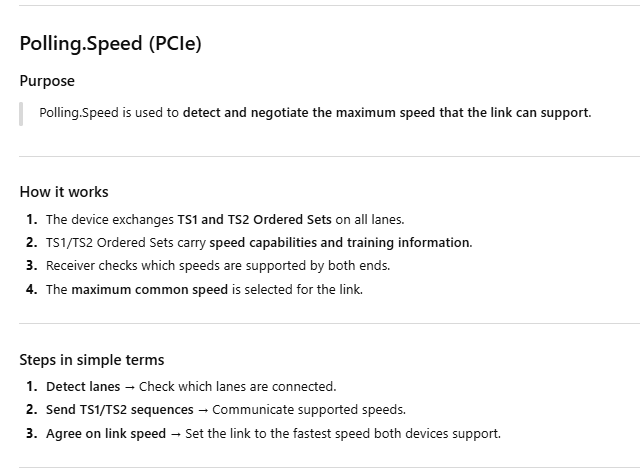 Polling.Speed (PCIe)
Purpose
Polling.Speed is used to detect and negotiate the maximum speed that the link can support.
How it works
1. The device exchanges TS1 and TS2 Ordered Sets on all lanes.
2. TS1/TS2 Ordered Sets carry speed capabilities and training information.
3. Receiver checks which speeds are supported by both ends.
4. The maximum common speed is selected for the link.
Steps in simple terms
1. Detect lanes → Check which lanes are connected.
2. Send TS1/TS2 sequences → Communicate supported speeds.
3. Agree on link speed → Set the link to the fastest speed both devices support.